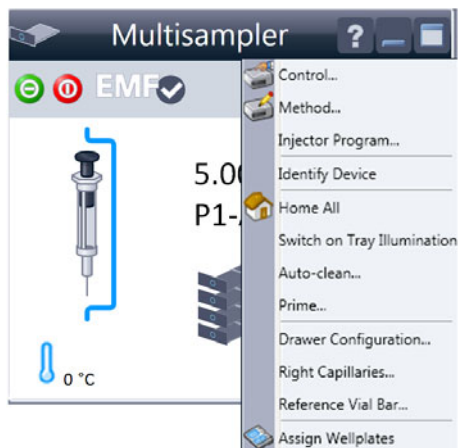 Multisampler ?
EMF
Control...
Method...
Injector Program...
5.00
Identify Device
P1-
Home All
Switch on Tray Illumination
Auto-clean...
Prime...
Drawer Configuration...
Right Capillaries...
0 °C
Reference Vial Bar...
Assign Wellplates